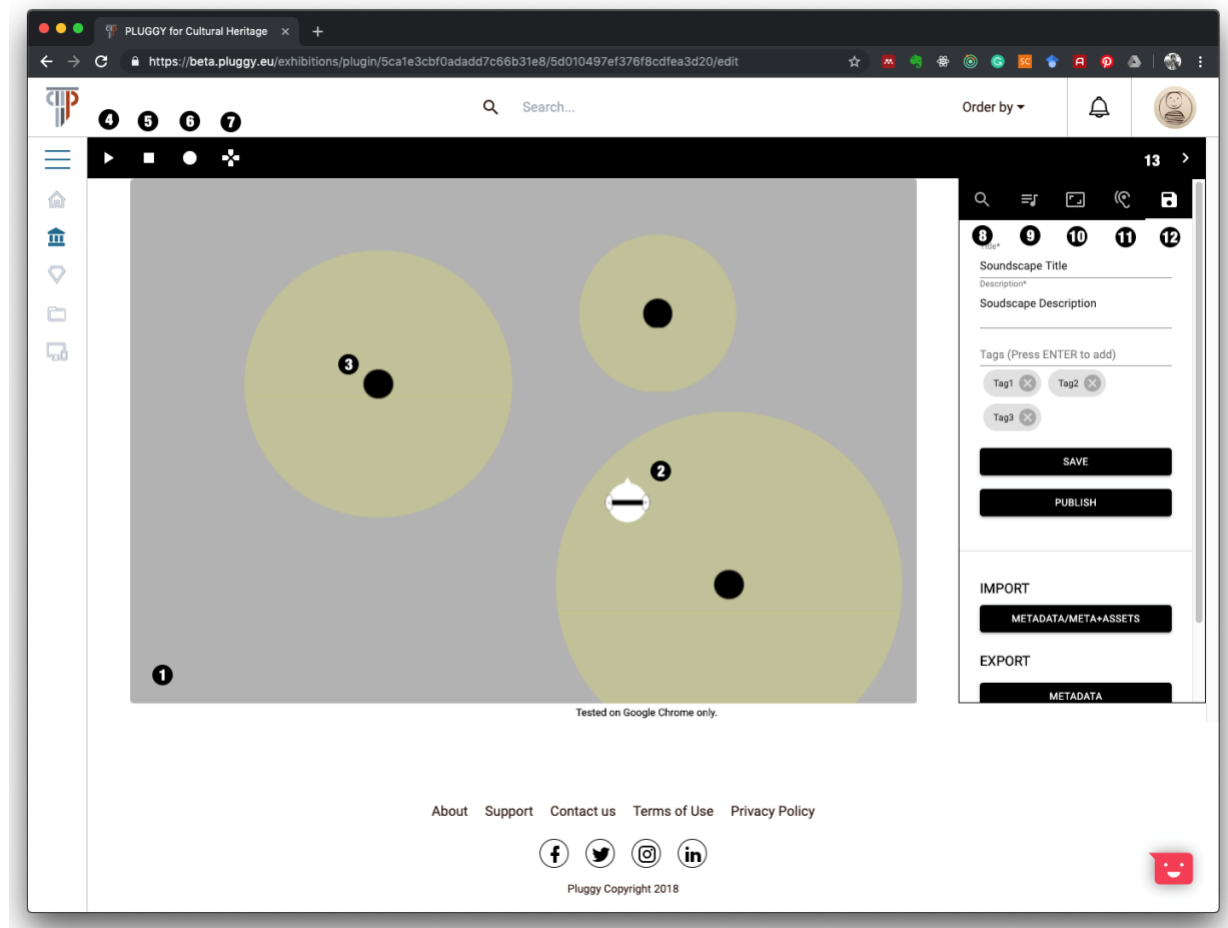 PLUGGY for Cultural Heritage
https://beta.pluggy.eu/exhibitions/plugin/5ca1e3cbf0adadd7c66b31e8/5d010497ef376f8cdfea3d20/edit
Search...
Order by
4 5 6 7
13
8 9 10 11 12
Title*
Soundscape Title
Description*
Soudscape Description
Tags (Press ENTER to add)
Tag1 Tag2
Tag3
SAVE
PUBLISH
IMPORT
METADATA/META+ASSETS
EXPORT
METADATA
3
2
1
Tested on Google Chrome only.
About Support Contact us Terms of Use Privacy Policy
Pluggy Copyright 2018